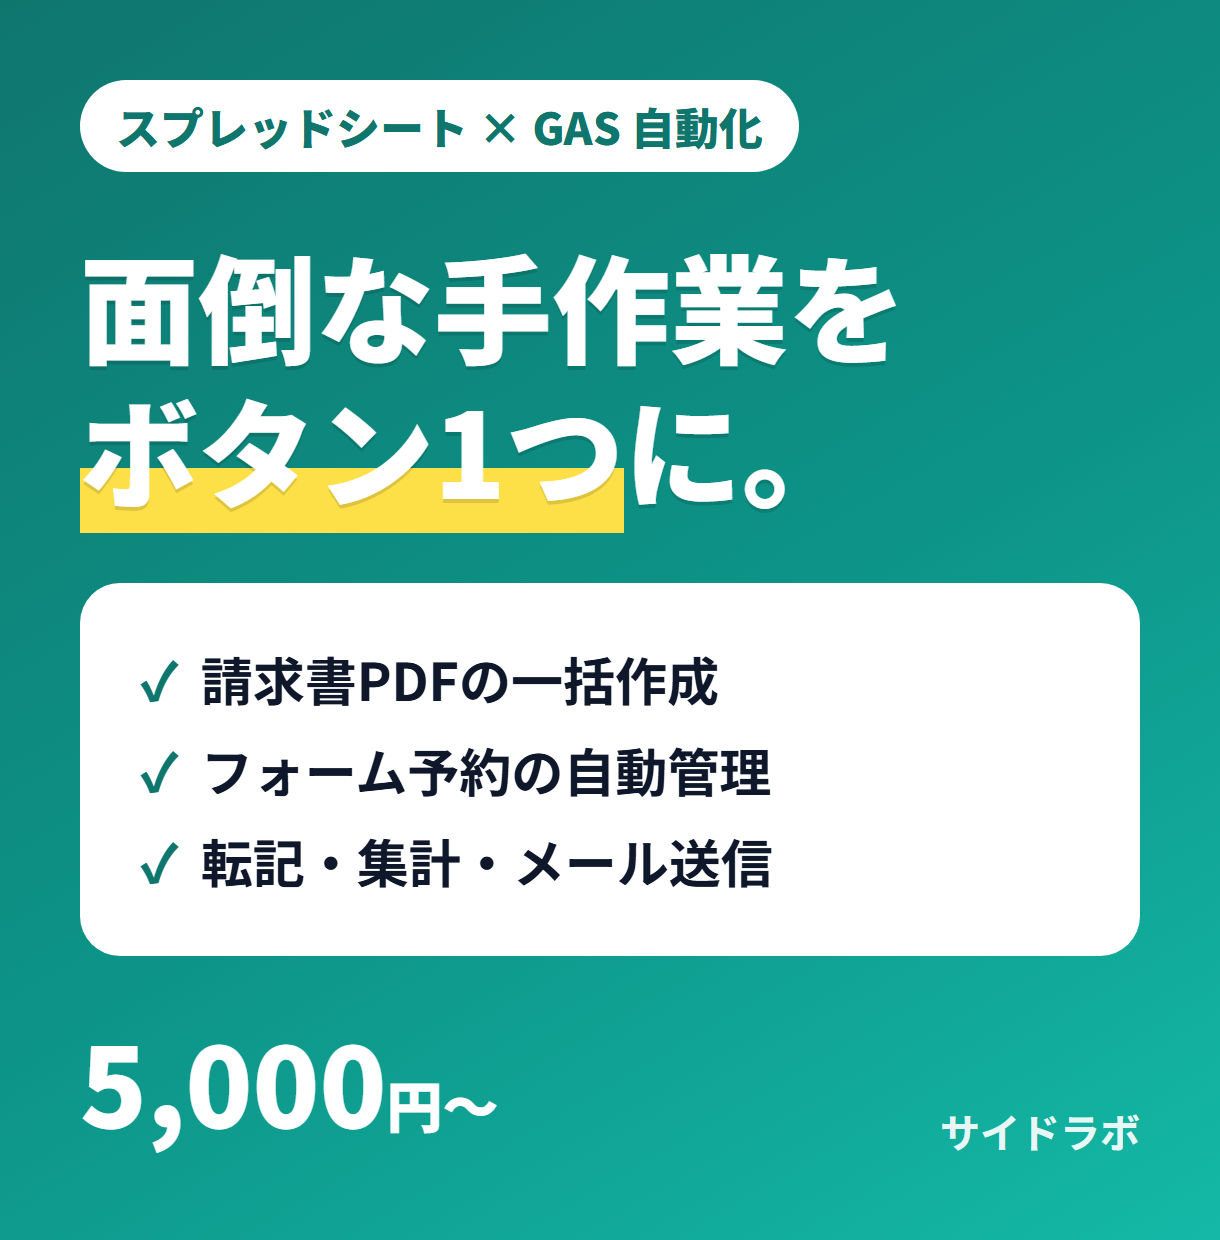 スプレッドシート × GAS 自動化
面倒な手作業を
ボタン1つに。
✓ 請求書PDFの一括作成
✓ フォーム予約の自動管理
✓ 転記・集計・メール送信
5,000円〜
サイドラボ